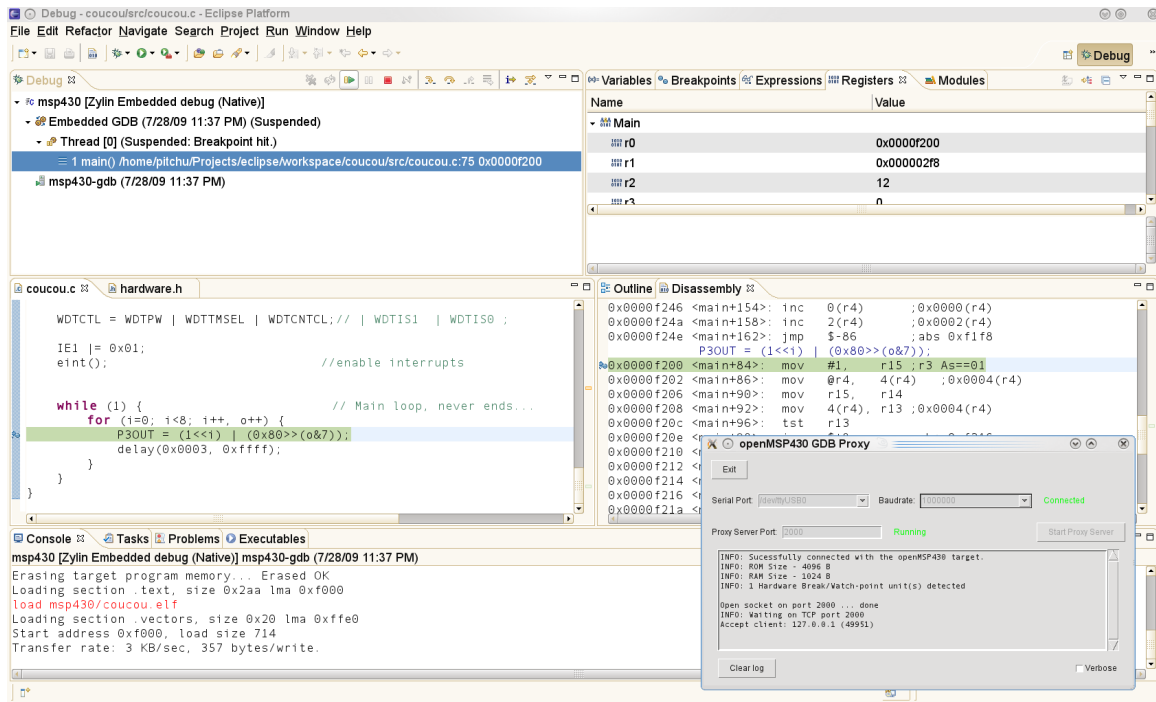 Debug - coucou/src/coucou.c - Eclipse Platform
File Edit Refactor Navigate Search Project Run Window Help
Debug
Debug
msp430 [Zylin Embedded debug (Native)]
Embedded GDB (7/28/09 11:37 PM) (Suspended)
Thread [0] (Suspended: Breakpoint hit.)
1 main() /home/pitchu/Projects/eclipse/workspace/coucou/src/coucou.c:75 0x0000f200
msp430-gdb (7/28/09 11:37 PM)
Variables Breakpoints Expressions Registers Modules
Name Value
Main
r0 0x0000f200
r1 0x000002f8
r2 12
r3 0
coucou.c hardware.h
WDTCTL = WDTPW | WDTTMSEL | WDTCNTCL;// | WDTIS1 | WDTIS0 ;
IE1 |= 0x01;
eint(); //enable interrupts
while (1) { // Main loop, never ends...
for (i=0; i<8; i++, o++) {
P3OUT = (1<<i) | (0x80>>(o&7));
delay(0x0003, 0xffff);
}
}
}
Outline Disassembly
0x0000f246 <main+154>: inc 0(r4) ;0x0000(r4)
0x0000f24a <main+158>: inc 2(r4) ;0x0002(r4)
0x0000f24e <main+162>: jmp $-86 ;abs 0xf1f8
P3OUT = (1<<i) | (0x80>>(o&7));
0x0000f200 <main+84>: mov #1, r15 ;r3 As==01
0x0000f202 <main+86>: mov @r4, 4(r4) ;0x0004(r4)
0x0000f206 <main+90>: mov r15, r14
0x0000f208 <main+92>: mov 4(r4), r13 ;0x0004(r4)
0x0000f20c <main+96>: tst r13
0x0000f20e
0x0000f210
0x0000f212
0x0000f214
0x0000f216
0x0000f21a
Console Tasks Problems Executables
msp430 [Zylin Embedded debug (Native)] msp430-gdb (7/28/09 11:37 PM)
Erasing target program memory... Erased OK
Loading section .text, size 0x2aa lma 0xf000
load msp430/coucou.elf
Loading section .vectors, size 0x20 lma 0xffe0
Start address 0xf000, load size 714
Transfer rate: 3 KB/sec, 357 bytes/write.
openMSP430 GDB Proxy
Exit
Serial Port: /dev/ttyUSB0 Baudrate: 1000000 Connected
Proxy Server Port: 2000 Running Start Proxy Server
INFO: Sucessfully connected with the openMSP430 target.
INFO: ROM Size - 4096 B
INFO: RAM Size - 1024 B
INFO: 1 Hardware Break/Watch-point unit(s) detected
Open socket on port 2000 ... done
INFO: Waiting on TCP port 2000
Accept client: 127.0.0.1 (49951)
Clear log Verbose